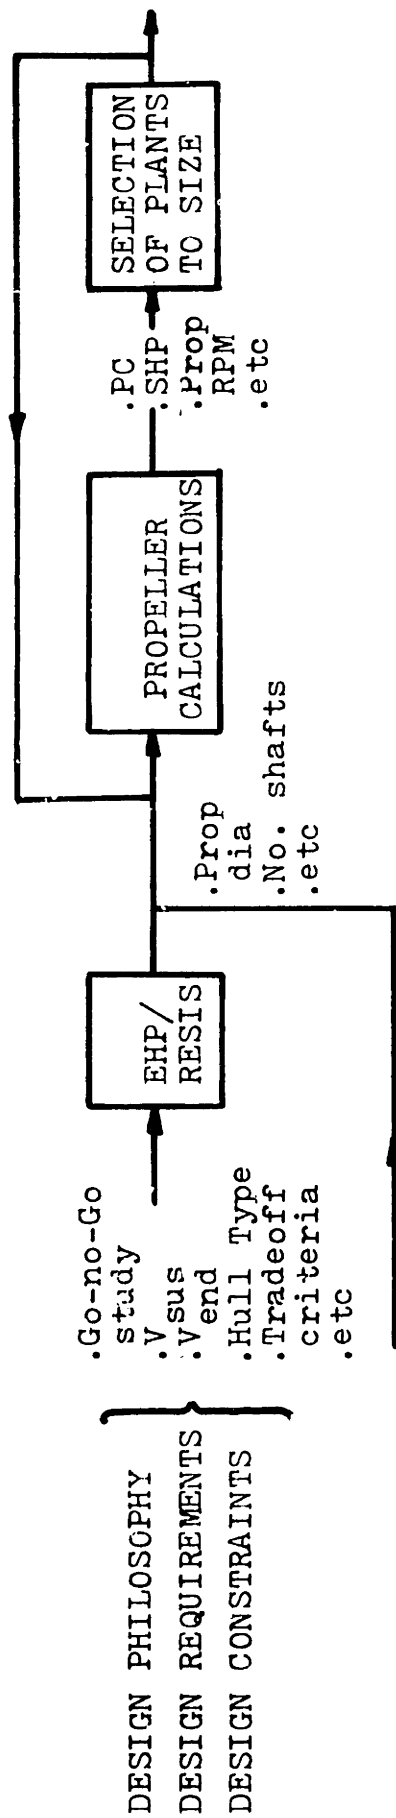 DESIGN PHILOSOPHY
DESIGN REQUIREMENTS
DESIGN CONSTRAINTS
.Go-no-Go
study
.V sus
.V end
.Hull Type
.Tradeoff
criteria
.etc
EHP/
RESIS
.Prop
dia
.No. shafts
.etc
PROPELLER
CALCULATIONS
.PC
.SHP
.Prop
RPM
.etc
SELECTION
OF PLANTS
TO SIZE